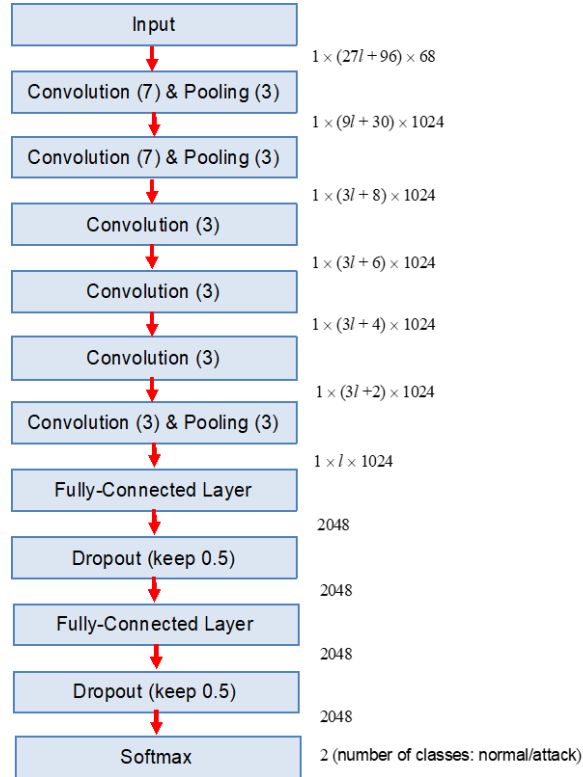 Input
1 × (27l + 96) × 68
Convolution (7) & Pooling (3)
1 × (9l + 30) × 1024
Convolution (7) & Pooling (3)
1 × (3l + 8) × 1024
Convolution (3)
1 × (3l + 6) × 1024
Convolution (3)
1 × (3l + 4) × 1024
Convolution (3)
1 × (3l +2) × 1024
Convolution (3) & Pooling (3)
1 × l × 1024
Fully-Connected Layer
2048
Dropout (keep 0.5)
2048
Fully-Connected Layer
2048
Dropout (keep 0.5)
2048
Softmax
2 (number of classes: normal/attack)